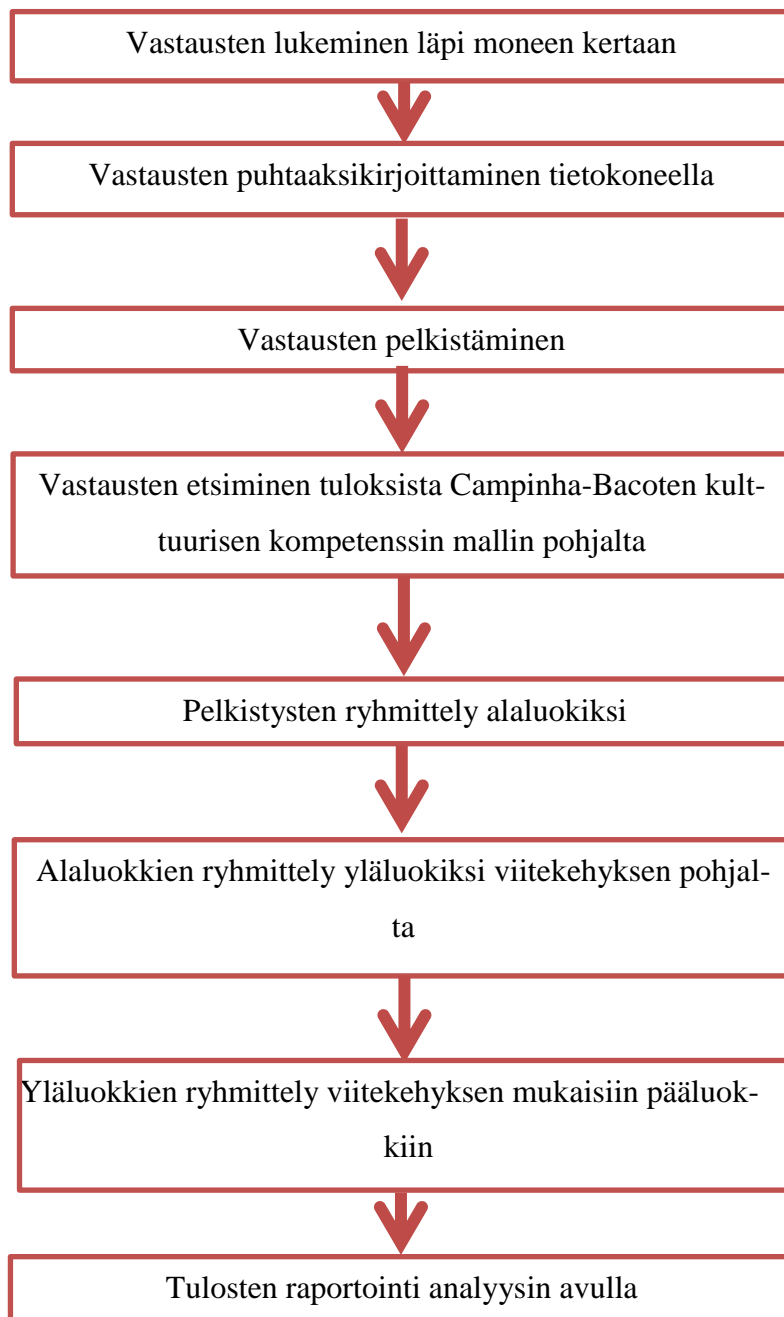 Vastausten lukeminen läpi moneen kertaan
Vastausten puhtaaksikirjoittaminen tietokoneella
Vastausten pelkistäminen
Vastausten etsiminen tuloksista Campinha-Bacoten kult-
tuurisen kompetenssin mallin pohjalta
Pelkistysten ryhmittely alaluokiksi
Alaluokkien ryhmittely yläluokiksi viitekehyksen pohjal-
ta
Yläluokkien ryhmittely viitekehyksen mukaisiin pääluok-
kiin
Tulosten raportointi analyysin avulla